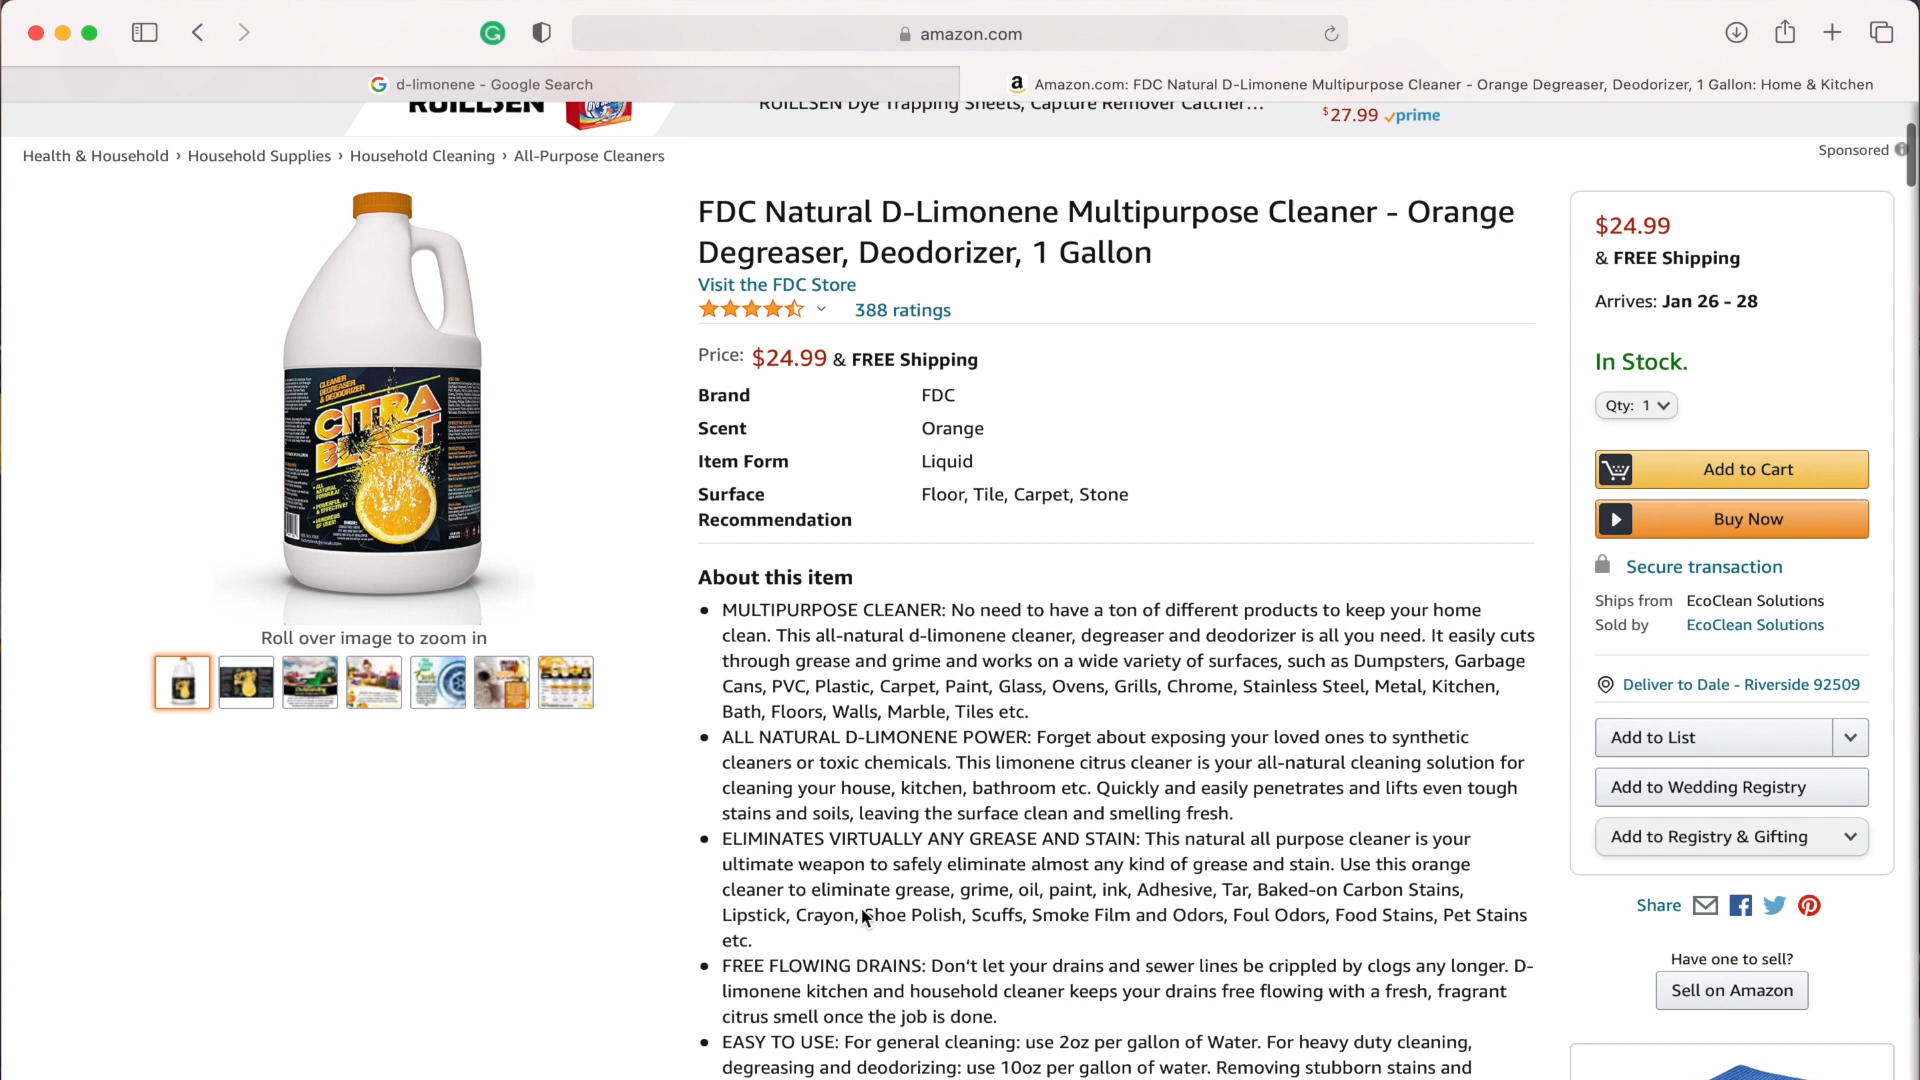 amazon.com
d-limonene - Google Search
Amazon.com: FDC Natural D-Limonene Multipurpose Cleaner - Orange Degreaser, Deodorizer, 1 Gallon: Home & Kitchen
RUILLSEN
RUILLSEN Dye Trapping Sheets, Capture Remover Catcher...
$27.99 prime
Health & Household › Household Supplies › Household Cleaning › All-Purpose Cleaners
Sponsored
FDC Natural D-Limonene Multipurpose Cleaner - Orange
Degreaser, Deodorizer, 1 Gallon
Visit the FDC Store
388 ratings
Price: $24.99 & FREE Shipping
Brand FDC
Scent Orange
Item Form Liquid
Surface Floor, Tile, Carpet, Stone
Recommendation
CLEANER
DEGREASER
& DEODORIZER
CITRA
BLAST
ALL
NATURAL
FORMULA!
POWERFUL
& EFFECTIVE!
HUNDREDS
OF USES!
Roll over image to zoom in
About this item
• MULTIPURPOSE CLEANER: No need to have a ton of different products to keep your home
clean. This all-natural d-limonene cleaner, degreaser and deodorizer is all you need. It easily cuts
through grease and grime and works on a wide variety of surfaces, such as Dumpsters, Garbage
Cans, PVC, Plastic, Carpet, Paint, Glass, Ovens, Grills, Chrome, Stainless Steel, Metal, Kitchen,
Bath, Floors, Walls, Marble, Tiles etc.
• ALL NATURAL D-LIMONENE POWER: Forget about exposing your loved ones to synthetic
cleaners or toxic chemicals. This limonene citrus cleaner is your all-natural cleaning solution for
cleaning your house, kitchen, bathroom etc. Quickly and easily penetrates and lifts even tough
stains and soils, leaving the surface clean and smelling fresh.
• ELIMINATES VIRTUALLY ANY GREASE AND STAIN: This natural all purpose cleaner is your
ultimate weapon to safely eliminate almost any kind of grease and stain. Use this orange
cleaner to eliminate grease, grime, oil, paint, ink, Adhesive, Tar, Baked-on Carbon Stains,
Lipstick, Crayon, Shoe Polish, Scuffs, Smoke Film and Odors, Foul Odors, Food Stains, Pet Stains
etc.
• FREE FLOWING DRAINS: Don't let your drains and sewer lines be crippled by clogs any longer. D-
limonene kitchen and household cleaner keeps your drains free flowing with a fresh, fragrant
citrus smell once the job is done.
• EASY TO USE: For general cleaning: use 2oz per gallon of Water. For heavy duty cleaning,
degreasing and deodorizing: use 10oz per gallon of water. Removing stubborn stains and
$24.99
& FREE Shipping
Arrives: Jan 26 - 28
In Stock.
Qty: 1
Add to Cart
Buy Now
Secure transaction
Ships from EcoClean Solutions
Sold by EcoClean Solutions
Deliver to Dale - Riverside 92509
Add to List
Add to Wedding Registry
Add to Registry & Gifting
Share
Have one to sell?
Sell on Amazon